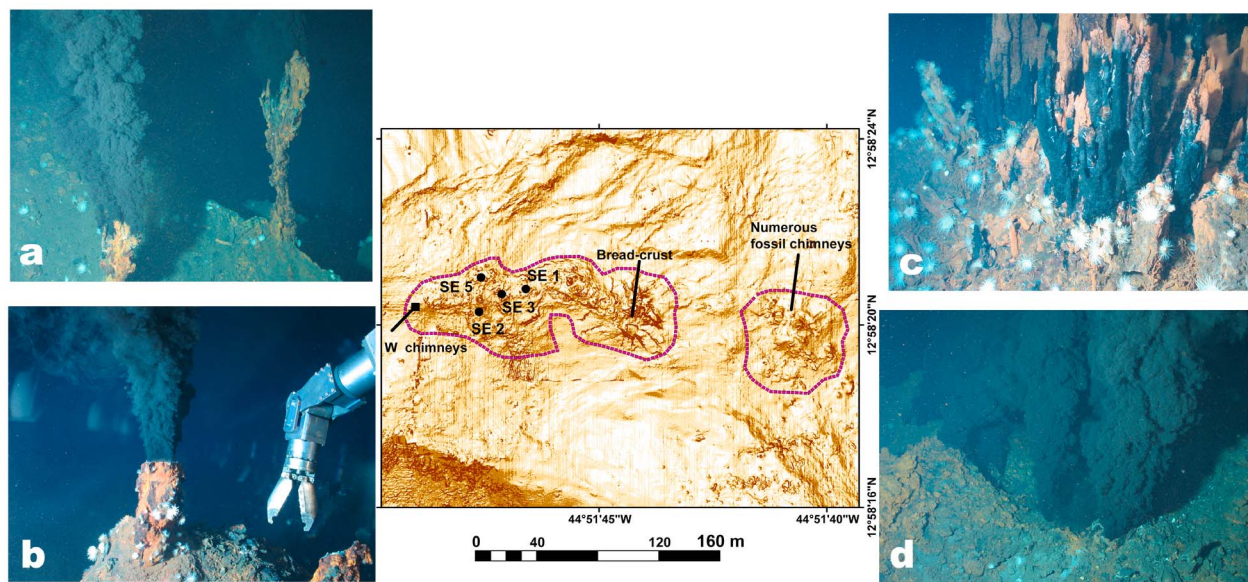 a
b
c
d
SE 5
SE 1
SE 3
SE 2
W chimneys
Bread-crust
Numerous
fossil chimneys
12°58'24"N
12°58'20"N
12°58'16"N
44°51'45"W
44°51'40"W
0 40 80 120 160 m